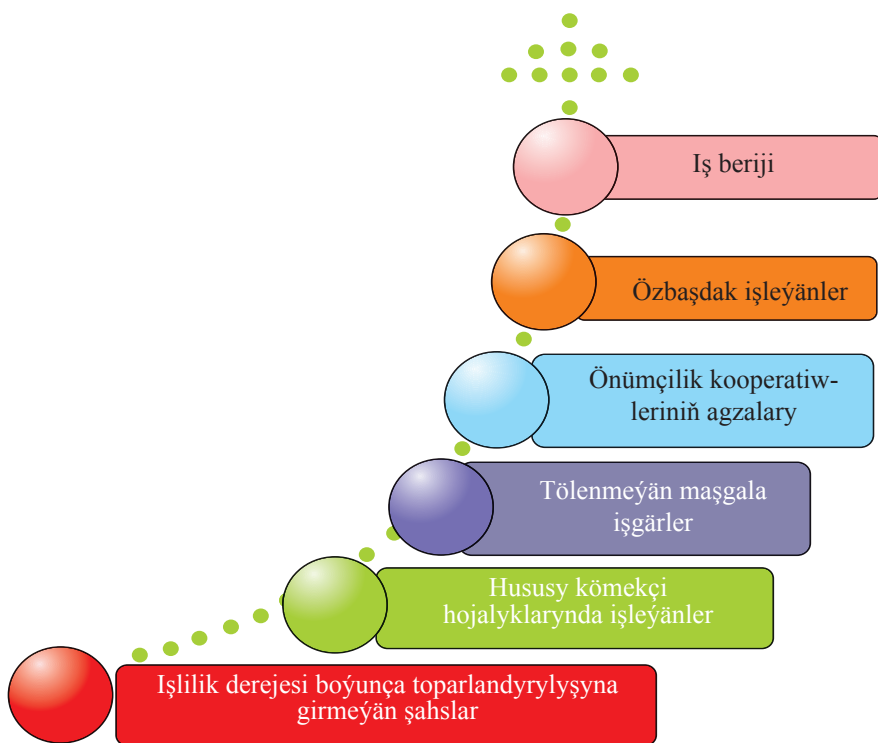 Iş beriji
Özbaşdak işleýänler
Önümçilik kooperatiw-
leriniň agzalary
Tölenmeýän maşgala
işgärler
Hususy kömekçi
hojalyklarynda işleýänler
Işlilik derejesi boýunça toparlandyrylyşyna
girmeýän şahslar